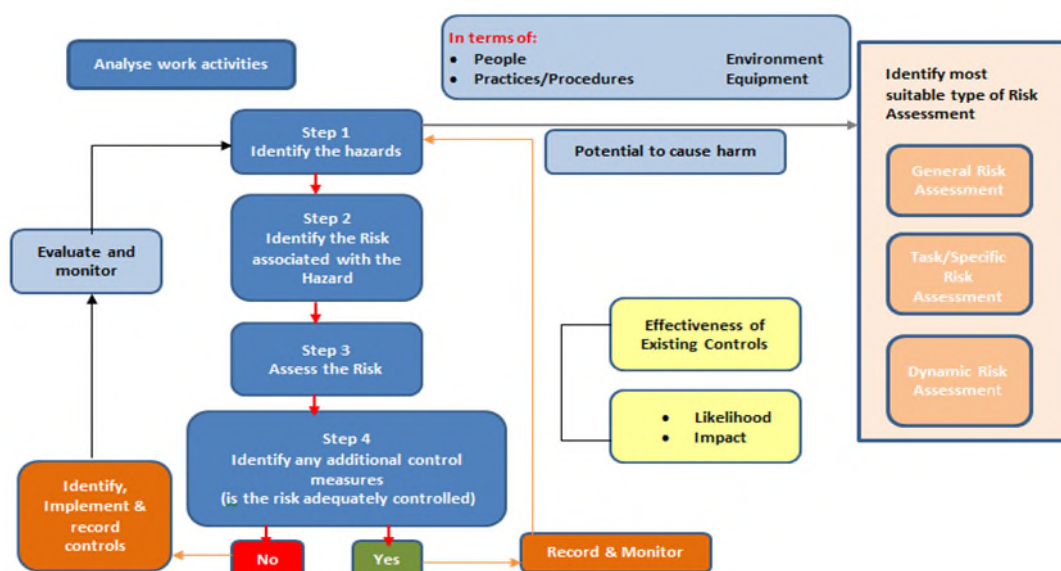 Analyse work activities
In terms of:
• People Environment
• Practices/Procedures Equipment
Identify most
suitable type of Risk
Assessment
General Risk
Assessment
Task/Specific
Risk
Assessment
Dynamic Risk
Assessment
Step 1
Identify the hazards
Potential to cause harm
Step 2
Identify the Risk
associated with the
Hazard
Evaluate and
monitor
Step 3
Assess the Risk
Effectiveness of
Existing Controls
• Likelihood
• Impact
Step 4
Identify any additional control
measures
(is the risk adequately controlled)
Identify,
Implement &
record
controls
No
Yes
Record & Monitor